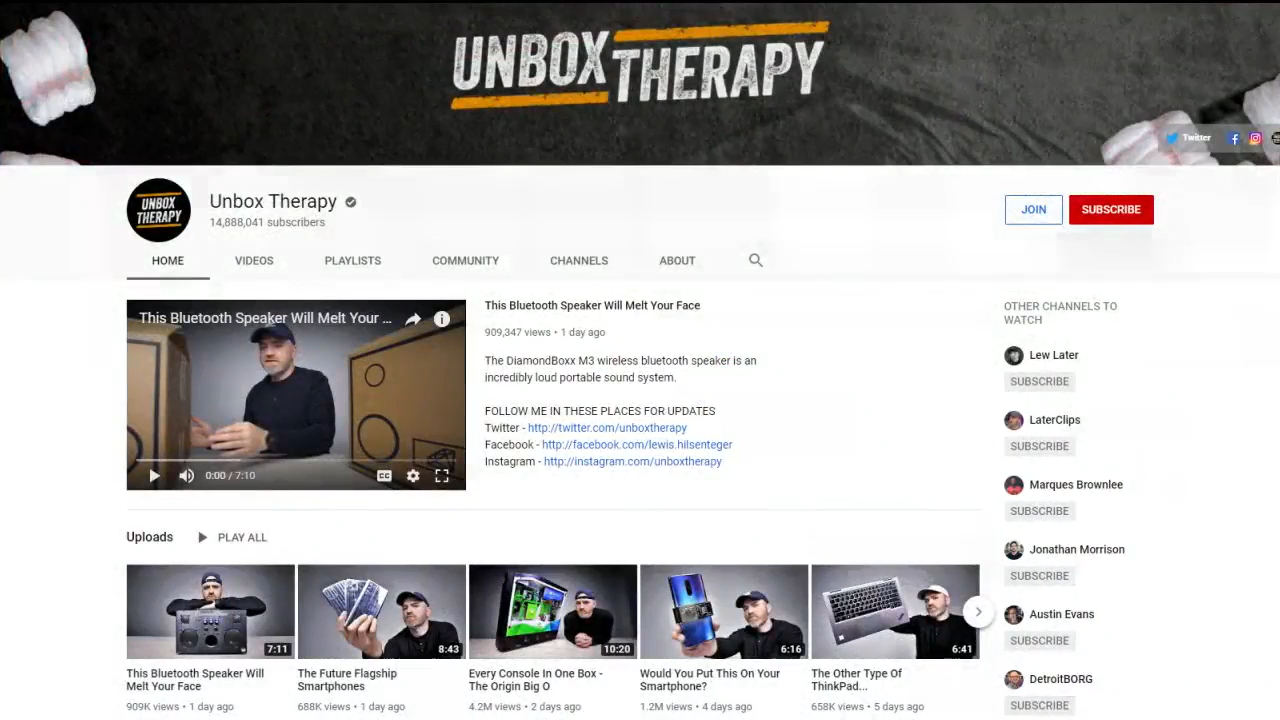 UNBOX THERAPY
Twitter
UNBOX
THERAPY
Unbox Therapy
14,888,041 subscribers
JOIN
SUBSCRIBE
HOME
VIDEOS
PLAYLISTS
COMMUNITY
CHANNELS
ABOUT
This Bluetooth Speaker Will Melt Your ...
0:00 / 7:10
CC
This Bluetooth Speaker Will Melt Your Face
909,347 views • 1 day ago
The DiamondBoxx M3 wireless bluetooth speaker is an
incredibly loud portable sound system.
FOLLOW ME IN THESE PLACES FOR UPDATES
Twitter - http://twitter.com/unboxtherapy
Facebook - http://facebook.com/lewis.hilsenteger
Instagram - http://instagram.com/unboxtherapy
OTHER CHANNELS TO
WATCH
Lew Later
SUBSCRIBE
LaterClips
SUBSCRIBE
Marques Brownlee
SUBSCRIBE
Jonathan Morrison
SUBSCRIBE
Austin Evans
SUBSCRIBE
DetroitBORG
SUBSCRIBE
Uploads
PLAY ALL
7:11
This Bluetooth Speaker Will
Melt Your Face
909K views • 1 day ago
8:43
The Future Flagship
Smartphones
688K views • 1 day ago
10:20
Every Console In One Box -
The Origin Big O
4.2M views • 2 days ago
6:16
Would You Put This On Your
Smartphone?
1.2M views • 4 days ago
6:41
The Other Type Of
ThinkPad...
658K views • 5 days ago